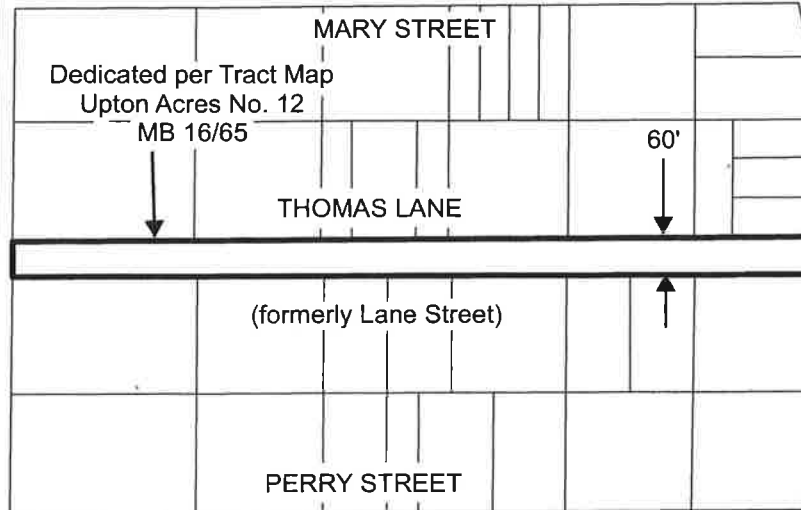 MARY STREET
Dedicated per Tract Map
Upton Acres No. 12
MB 16/65
60'
THOMAS LANE
(formerly Lane Street)
PERRY STREET